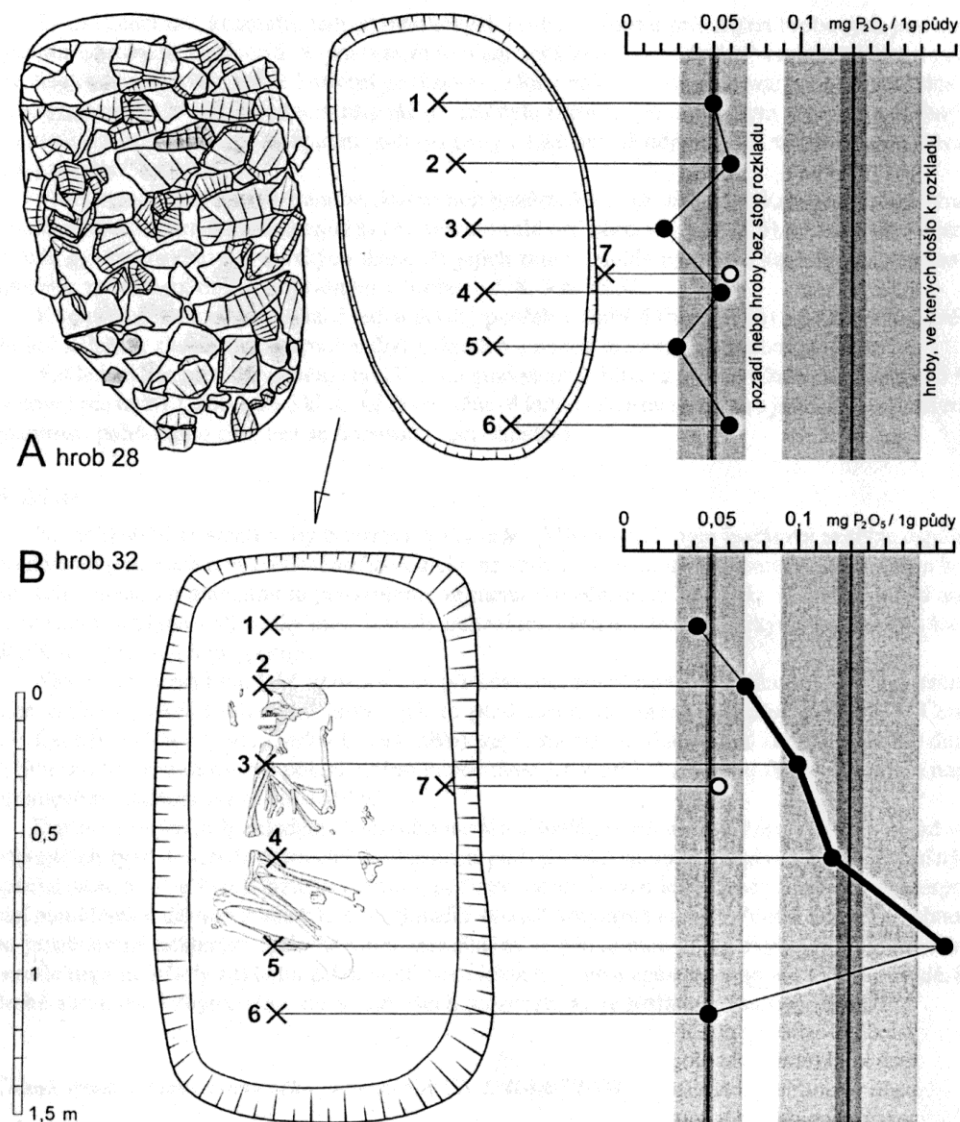 0 0,05 0,1 mg P₂O₅ / 1g půdy
1
2
3
7
4
5
6
pozadí nebo hroby bez stop rozkladu
hroby, ve kterých došlo k rozkladu
A hrob 28
0 0,05 0,1 mg P₂O₅ / 1g půdy
B hrob 32
1
2
3
7
4
5
6
0
0,5
1
1,5 m